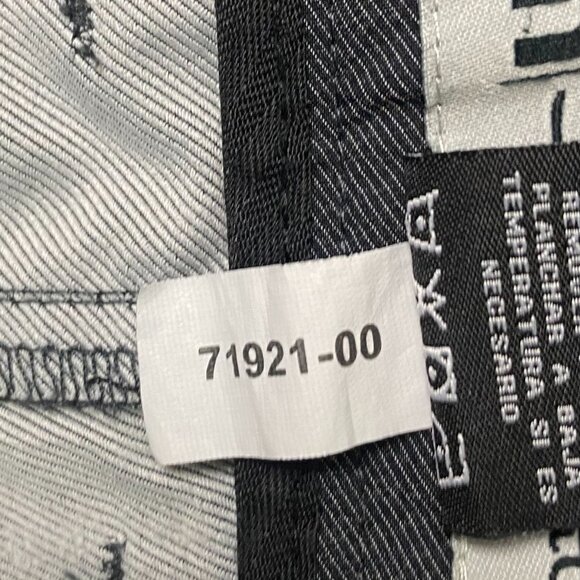 71921-00
PLANCHAR A BAJA
TEMPERATURA SI ES
NECESARIO